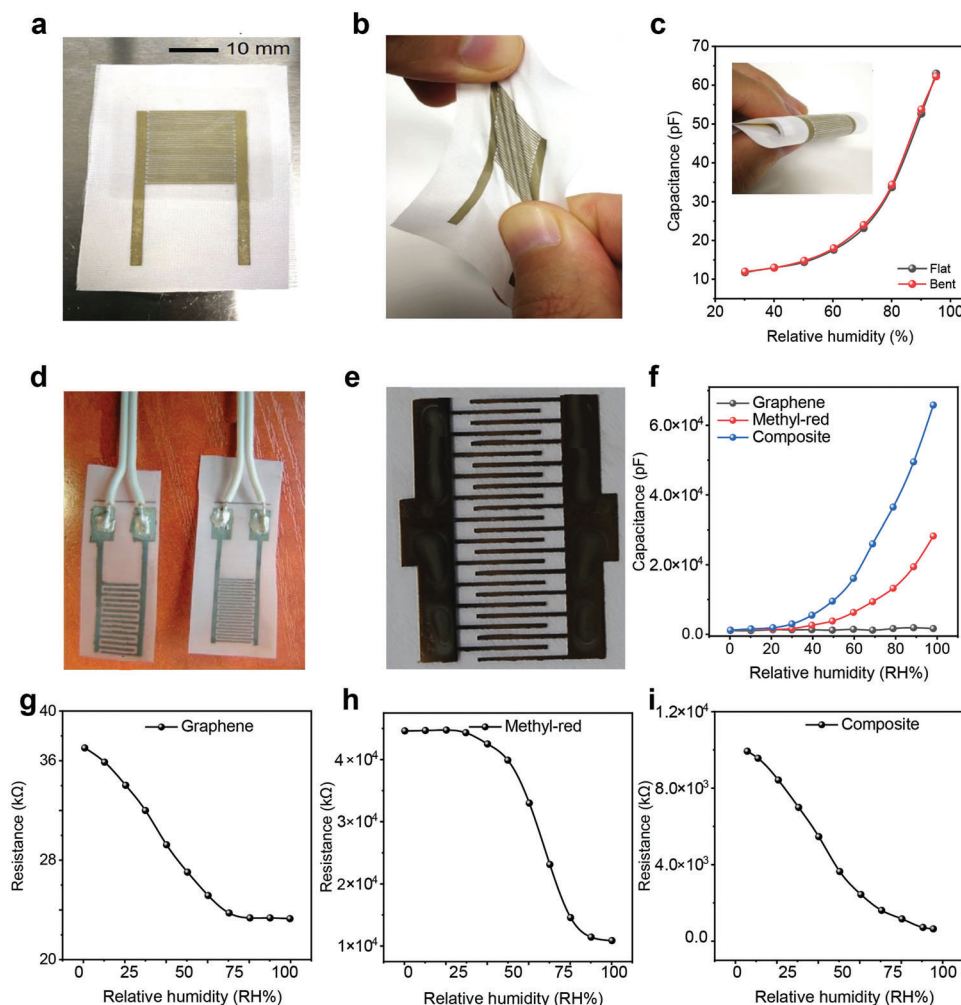 a
10 mm
b
c
70
60
50
40
30
20
10
20 40 60 80 100
Capacitance (pF)
Relative humidity (%)
Flat
Bent
d
e
f
Graphene
Methyl-red
Composite
6.0×10⁴
4.0×10⁴
2.0×10⁴
0.0
0 20 40 60 80 100
Capacitance (pF)
Relative humidity (RH%)
g
40
36
32
28
24
20
0 25 50 75 100
Resistance (kΩ)
Relative humidity (RH%)
Graphene
h
4×10⁴
3×10⁴
2×10⁴
1×10⁴
0 25 50 75 100
Resistance (kΩ)
Relative humidity (RH%)
Methyl-red
i
1.2×10⁴
8.0×10³
4.0×10³
0.0
0 25 50 75 100
Resistance (kΩ)
Relative humidity (RH%)
Composite